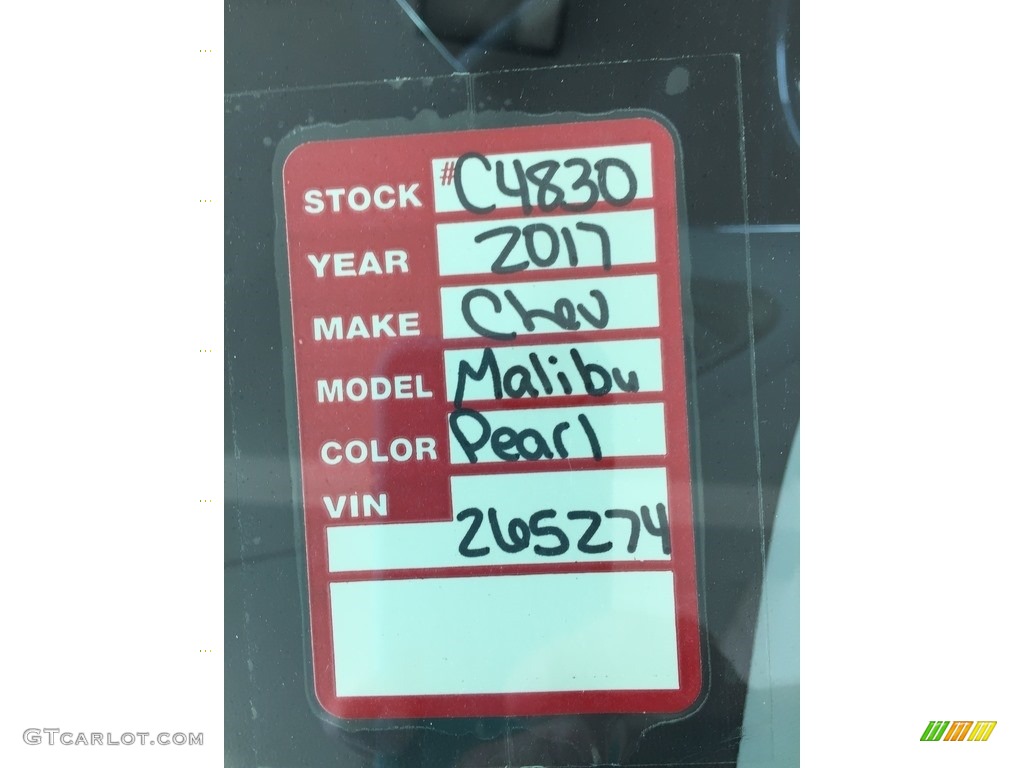 STOCK #C4830
YEAR 2017
MAKE Chev
MODEL Malibu
COLOR Pearl
VIN
265274
GTCARLOT.COM